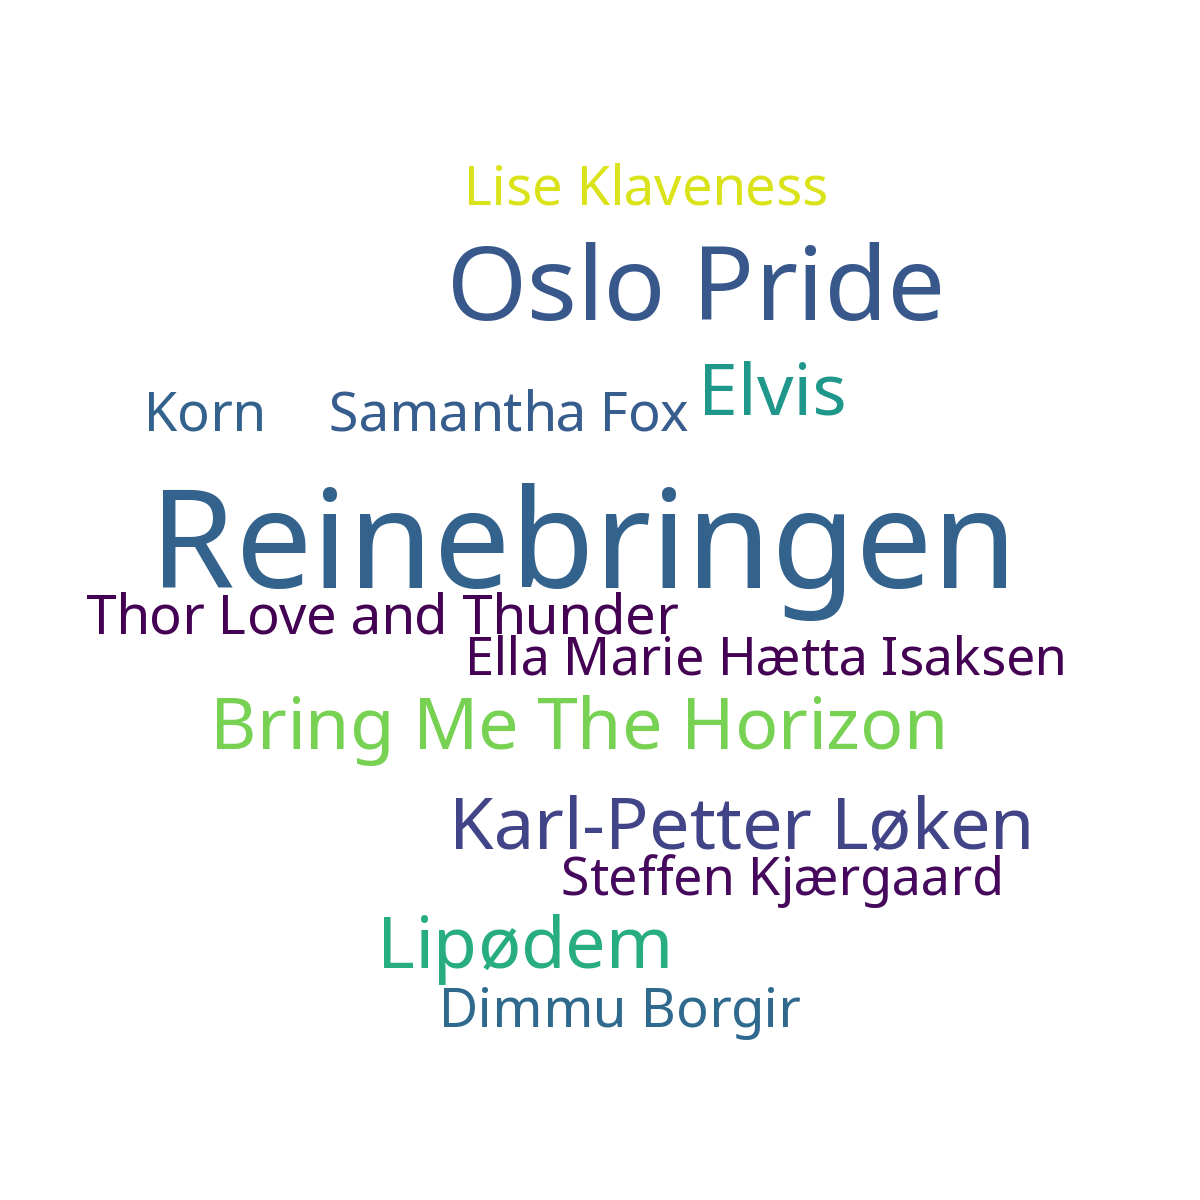 Lise Klaveness
Oslo Pride
Elvis
Korn
Samantha Fox
Reinebringen
Thor Love and Thunder
Ella Marie Hætta Isaksen
Bring Me The Horizon
Karl-Petter Løken
Steffen Kjærgaard
Lipødem
Dimmu Borgir